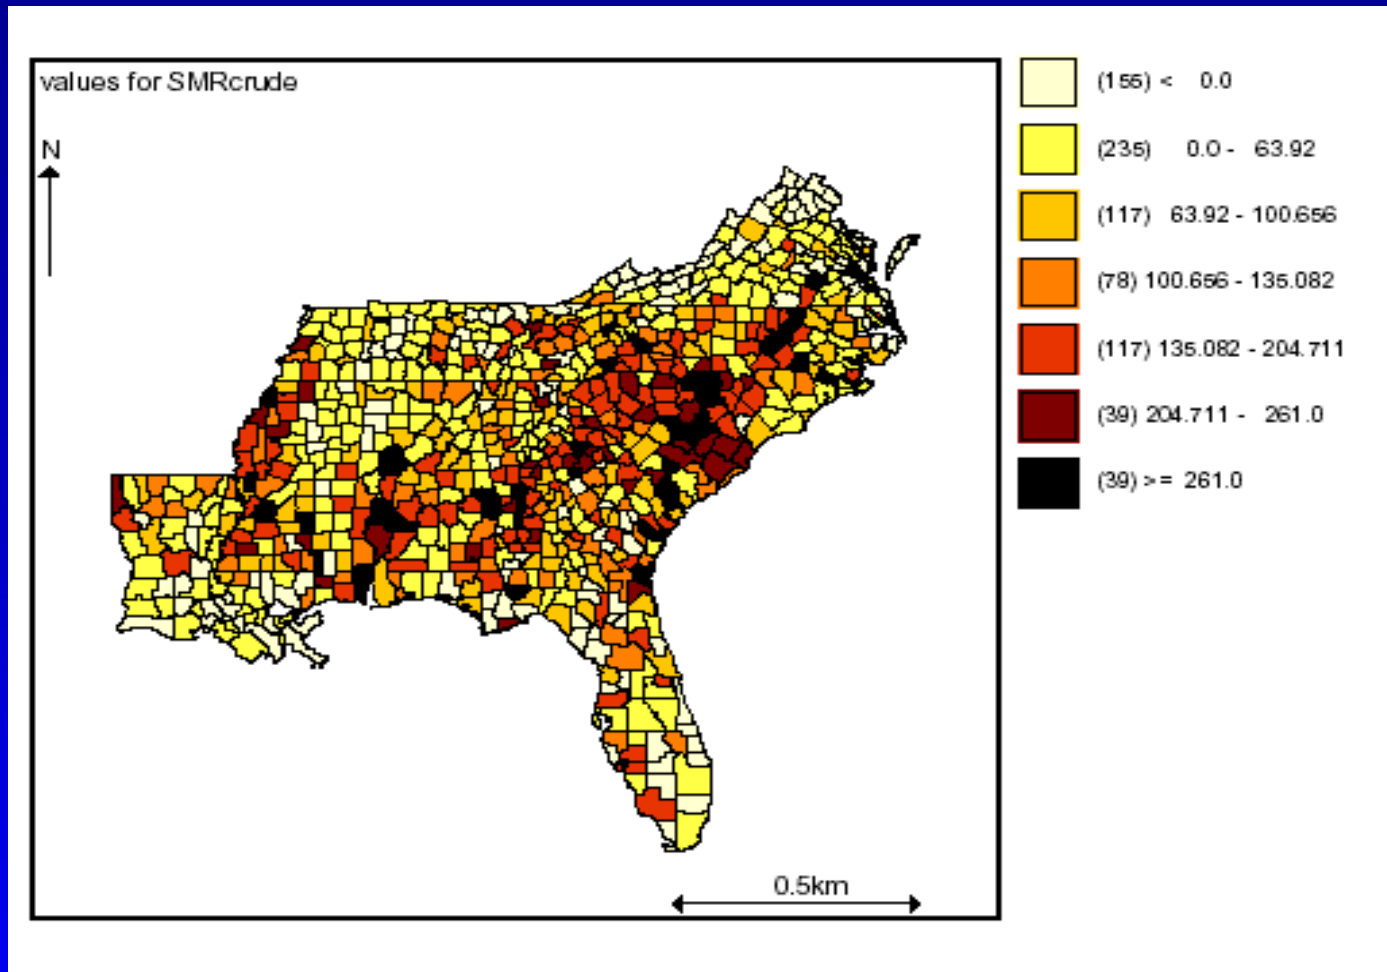 values for SMRcrude
N
0.5km
(155) < 0.0
(235) 0.0 - 63.92
(117) 63.92 - 100.656
(78) 100.656 - 135.082
(117) 135.082 - 204.711
(39) 204.711 - 261.0
(39) >= 261.0